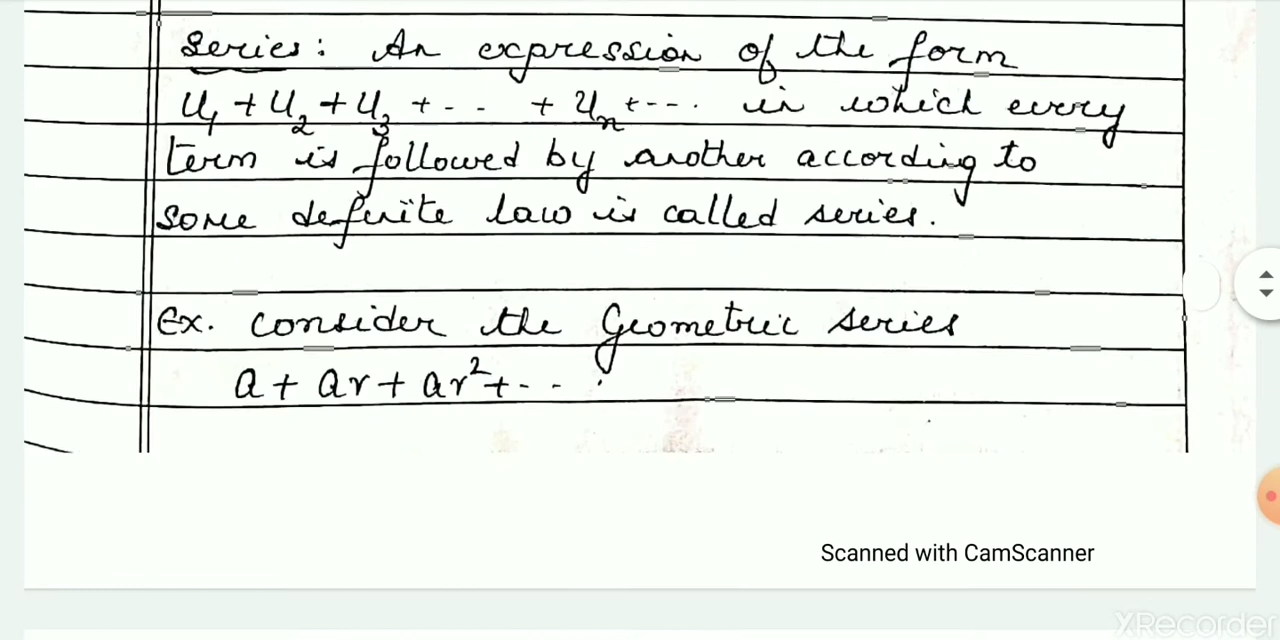 Series: An expression of the form
U₁ + U₂ + U₃ + - - + Uₙ + - - - in which every
term is followed by another according to
some definite law is called series.
Ex. consider the Geometric series
a + ar + ar² + - - .
Scanned with CamScanner
XRecorder